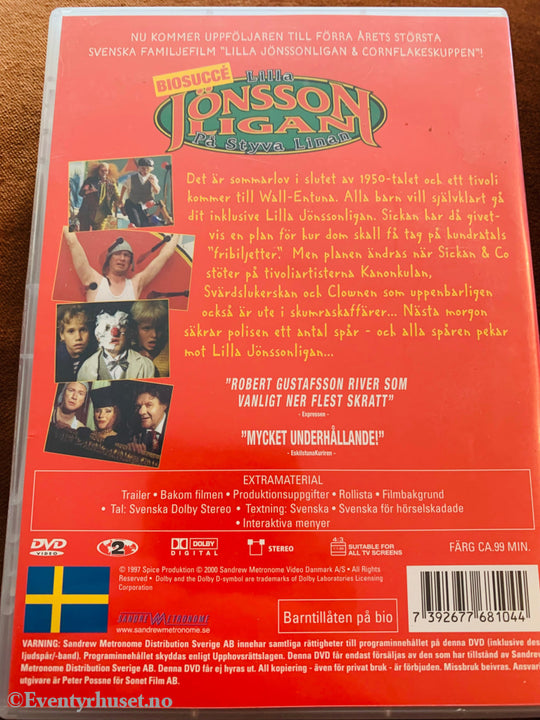 NU KOMMER UPPFÖLJAREN TILL FÖRRA ÅRETS STÖRSTA
SVENSKA FAMILJEFILM "LILLA JÖNSSONLIGAN & CORNFLAKESKUPPEN"!
BIOSUCCÉ
Lilla
JÖNSSON
LIGAN
På Styva Linan
Det är sommarlov i slutet av 1950-talet och ett tivoli
kommer till Wall-Entuna. Alla barn vill självklart gå
dit inklusive Lilla Jönssonligan. Sickan har då givet-
vis en plan för hur dom skall få tag på hundratals
"fribiljetter". Men planen ändras när Sickan & Co
stöter på tivoliartisterna Kanonkulan,
Svärdslukerskan och Clownen som uppenbarligen
också är ute i skumraskaffärer... Nästa morgon
säkrar polisen ett antal spår - och alla spåren pekar
mot Lilla Jönssonligan...
"ROBERT GUSTAFSSON RIVER SOM
VANLIGT NER FLEST SKRATT"
- Expressen -
"MYCKET UNDERHÅLLANDE!"
- EskilstunaKuriren -
EXTRAMATERIAL
Trailer • Bakom filmen • Produktionsuppgifter • Rollista • Filmbakgrund
• Tal: Svenska Dolby Stereo • Textning: Svenska • Svenska för hörselskadade
• Interaktiva menyer
DVD VIDEO
2
DOLBY DIGITAL
STEREO
4:3 SUITABLE FOR ALL TV SCREENS
FÄRG CA.99 MIN.
© 1997 Spice Produktion © 2000 Sandrew Metronome Video Danmark A/S • All Rights
Reserved • Dolby and the Dolby D-symbol are trademarks of Dolby Laboratories Licensing
Corporation
SANDREW METRONOME
www.sandrewmetronome.se
Barntillåten på bio
7 392677 681044
VARNING: Sandrew Metronome Distribution Sverige AB innehar samtliga rättigheter till programinnehållet på denna DVD (inklusive des
(ljudspår/-band). Programinnehållet skyddas enligt Upphovsrättslagen. Denna DVD får endast försäljas av den som har tillstånd av Sandre
Metronome Distribution Sverige AB. Denna DVD får ej hyras ut. All kopiering - även för privat bruk - är förbjuden. Missbruk beivras. Ansvari
utgivare är Peter Possne för Sonet Film AB.
©Eventyrhuset.no